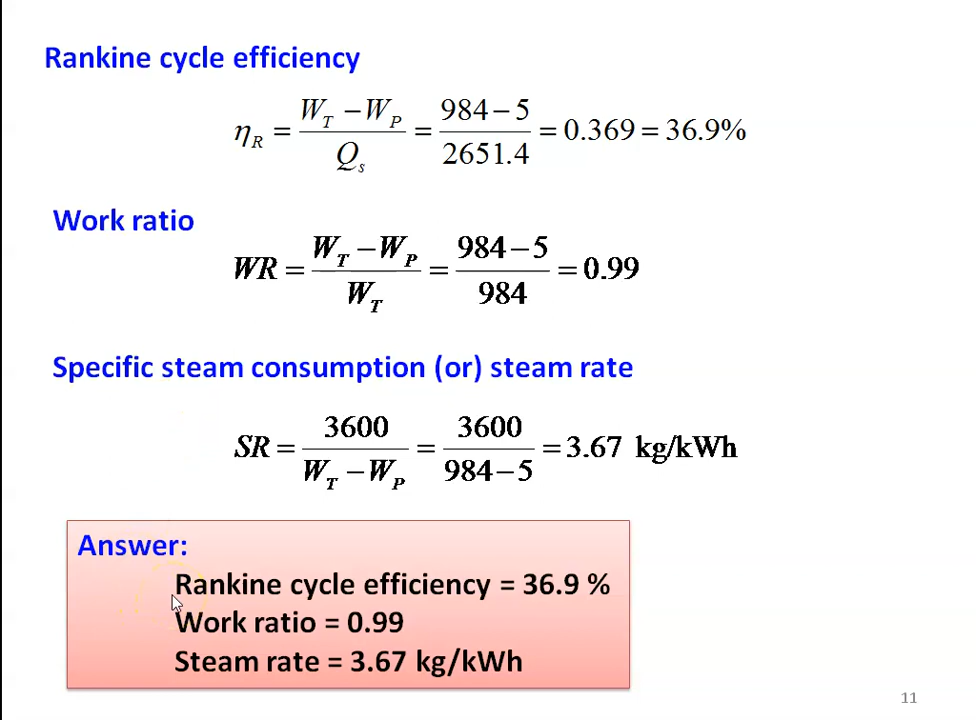 Rankine cycle efficiency
η_R = (W_T − W_P) / Q_s = (984 − 5) / 2651.4 = 0.369 = 36.9%
Work ratio
WR = (W_T − W_P) / W_T = (984 − 5) / 984 = 0.99
Specific steam consumption (or) steam rate
SR = 3600 / (W_T − W_P) = 3600 / (984 − 5) = 3.67 kg/kWh
Answer:
Rankine cycle efficiency = 36.9 %
Work ratio = 0.99
Steam rate = 3.67 kg/kWh
11